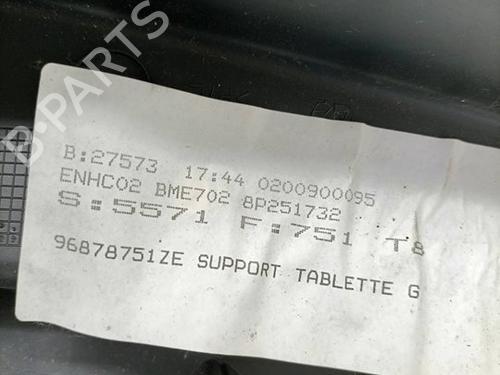 B:27573 17:44 0200900095
ENHC02 BME702 8P251732
S:5571 F:751 T8
96878751ZE SUPPORT TABLETTE G
B-PARTS